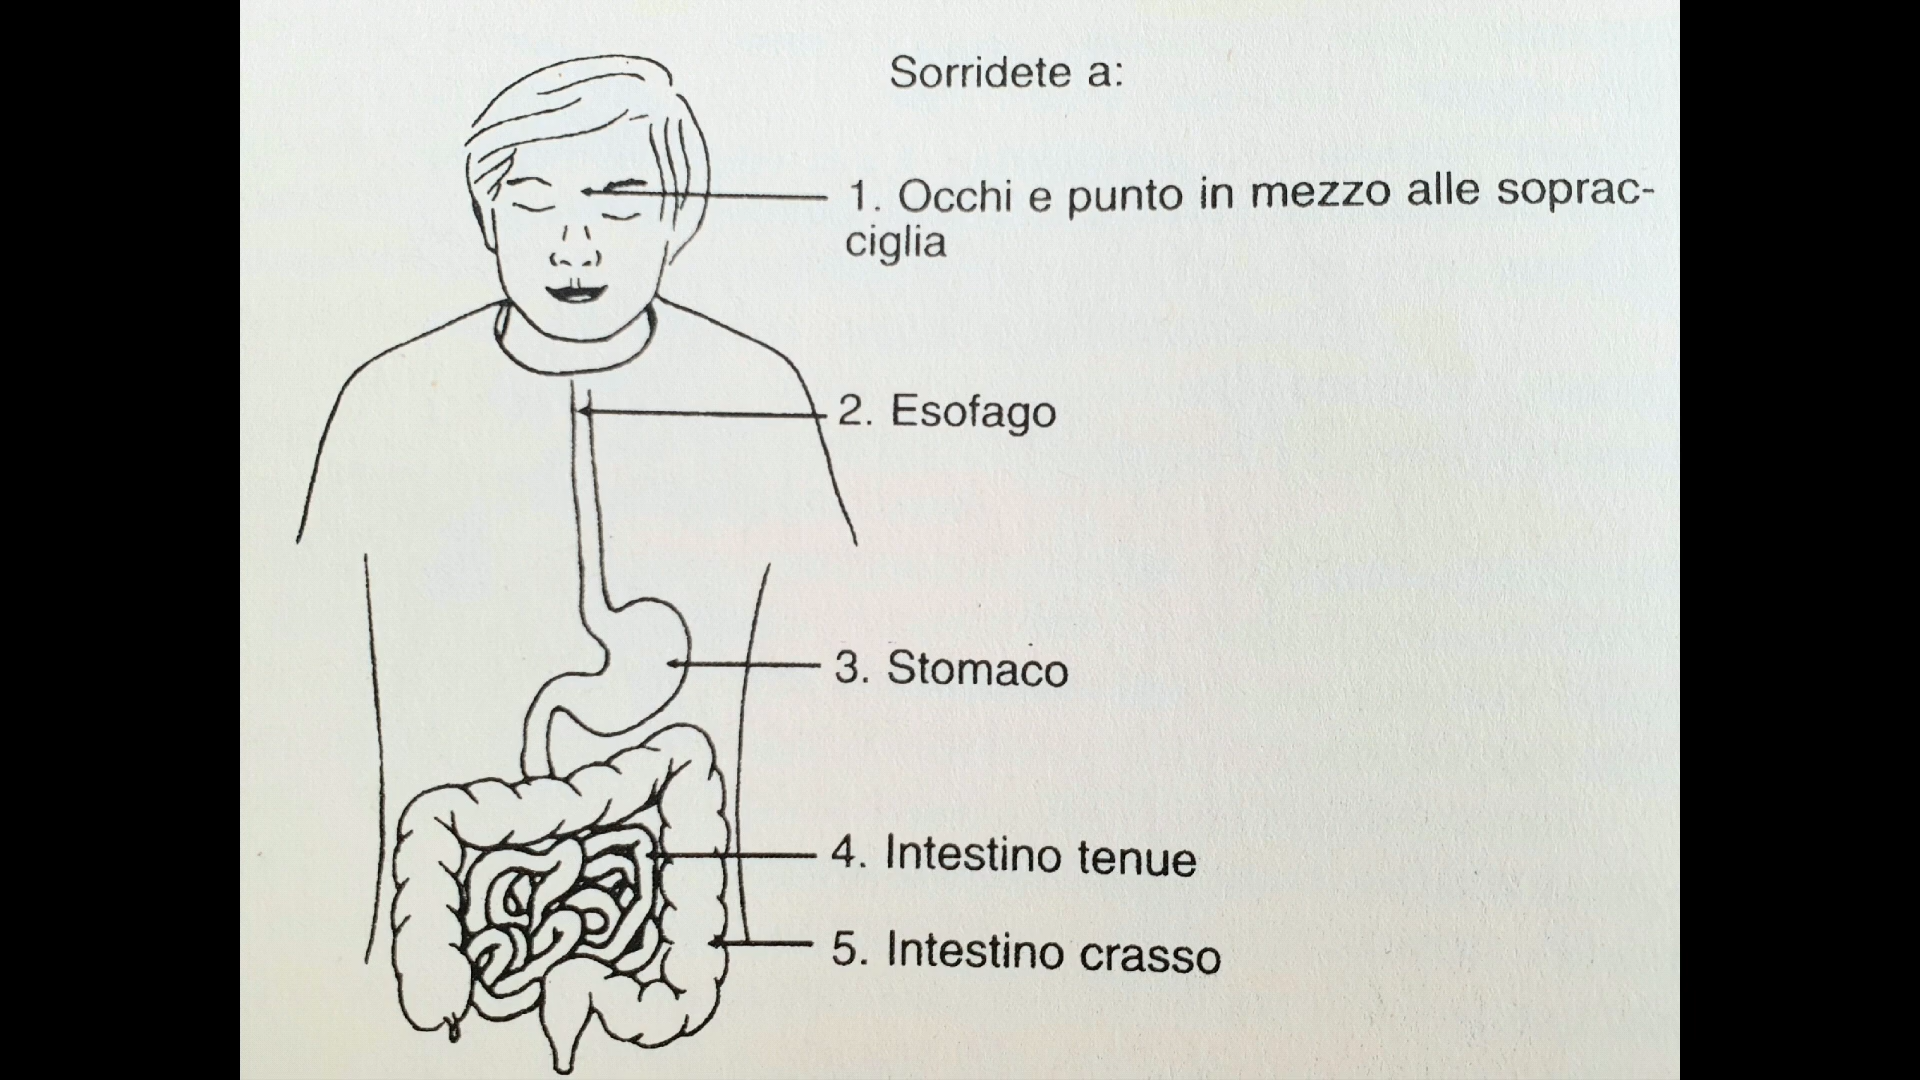 Sorridete a:
1. Occhi e punto in mezzo alle soprac-
ciglia
2. Esofago
3. Stomaco
4. Intestino tenue
5. Intestino crasso